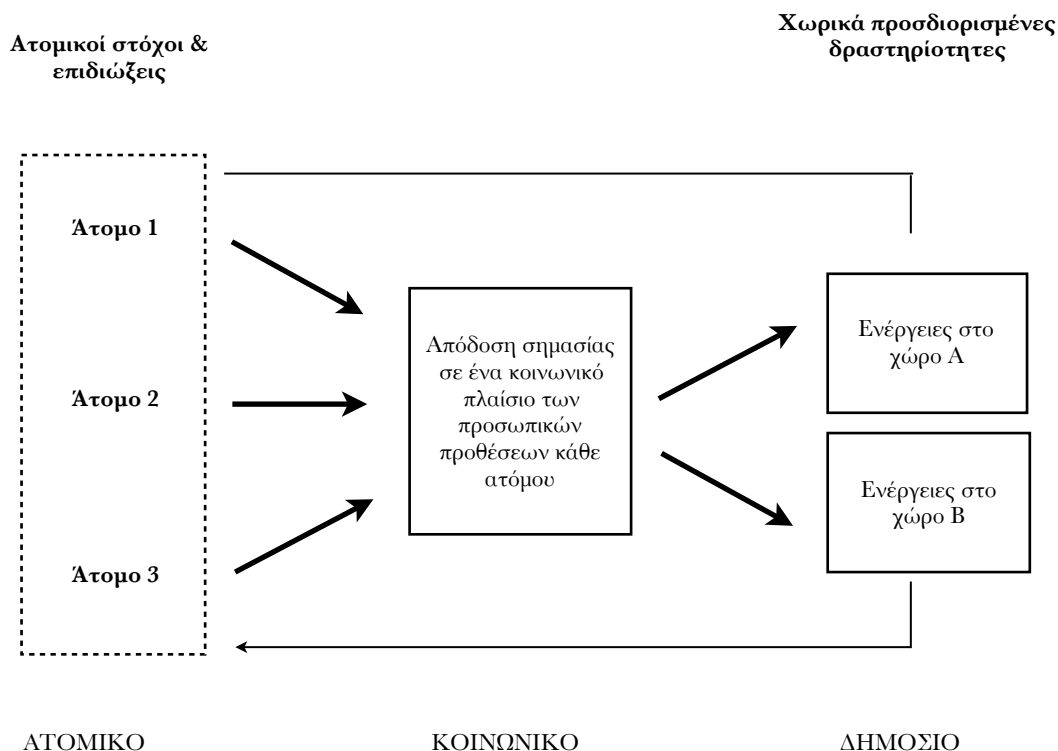 Ατομικοί στόχοι &
επιδιώξεις
Χωρικά προσδιορισμένες
δραστηρίοτητες
Άτομο 1
Άτομο 2
Άτομο 3
Απόδοση σημασίας
σε ένα κοινωνικό
πλαίσιο των
προσωπικών
προθέσεων κάθε
ατόμου
Ενέργειες στο
χώρο Α
Ενέργειες στο
χώρο Β
ΑΤΟΜΙΚΟ
ΚΟΙΝΩΝΙΚΟ
ΔΗΜΟΣΙΟ